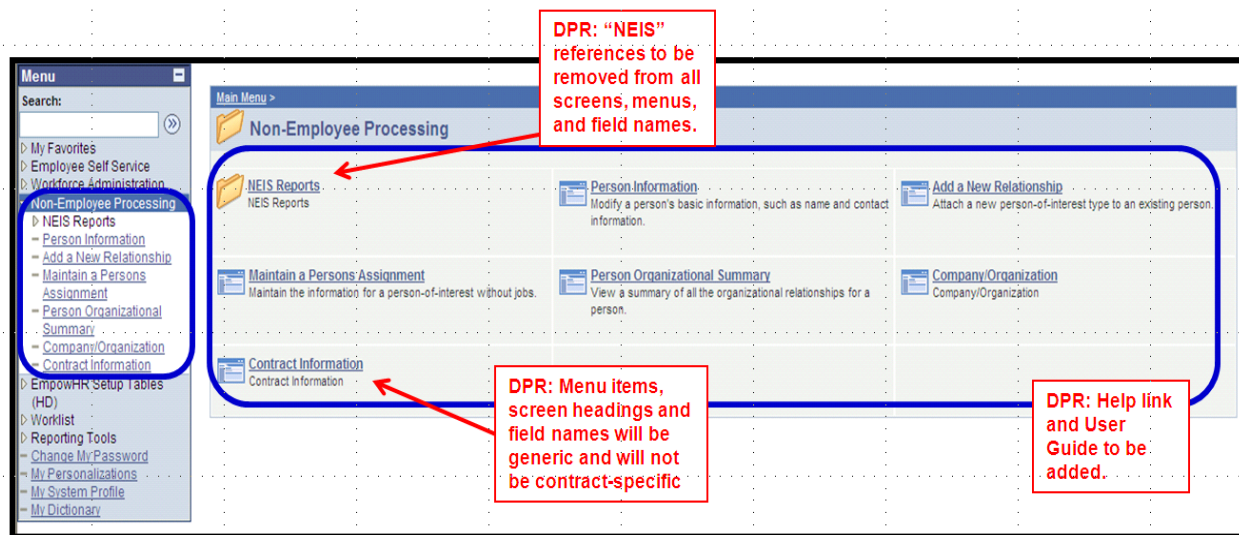 DPR: “NEIS”
references to be
removed from all
screens, menus,
and field names.
Menu
Search:
My Favorites
Employee Self Service
Workforce Administration
Non-Employee Processing
NEIS Reports
Person Information
Add a New Relationship
Maintain a Persons
Assignment
Person Organizational
Summary
Company/Organization
Contract Information
EmpowHR Setup Tables
(HD)
Worklist
Reporting Tools
Change My Password
My Personalizations
My System Profile
My Dictionary
Main Menu >
Non-Employee Processing
NEIS Reports
NEIS Reports
Person Information
Modify a person's basic information, such as name and contact
information.
Add a New Relationship
Attach a new person-of-interest type to an existing person.
Maintain a Persons Assignment
Maintain the information for a person-of-interest without jobs.
Person Organizational Summary
View a summary of all the organizational relationships for a
person.
Company/Organization
Company/Organization
Contract Information
Contract Information
DPR: Menu items,
screen headings and
field names will be
generic and will not
be contract-specific
DPR: Help link
and User
Guide to be
added.